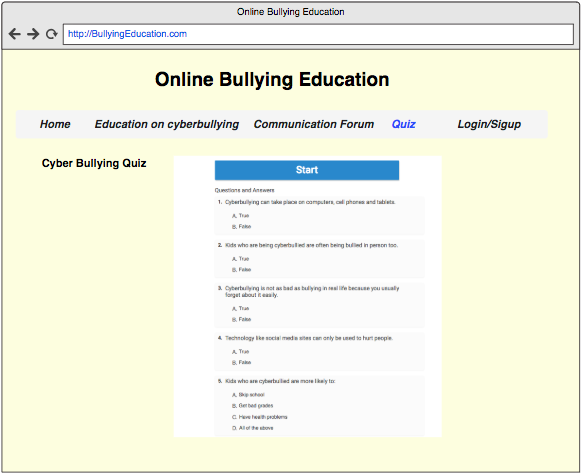 Online Bullying Education
http://BullyingEducation.com
Online Bullying Education
Home Education on cyberbullying Communication Forum Quiz Login/Sigup
Cyber Bullying Quiz
Start
Questions and Answers
1. Cyberbullying can take place on computers, cell phones and tablets.
A. True
B. False
2. Kids who are being cyberbullied are often being bullied in person too.
A. True
B. False
3. Cyberbullying is not as bad as bullying in real life because you usually
forget about it easily.
A. True
B. False
4. Technology like social media sites can only be used to hurt people.
A. True
B. False
5. Kids who are cyberbullied are more likely to:
A. Skip school
B. Get bad grades
C. Have health problems
D. All of the above